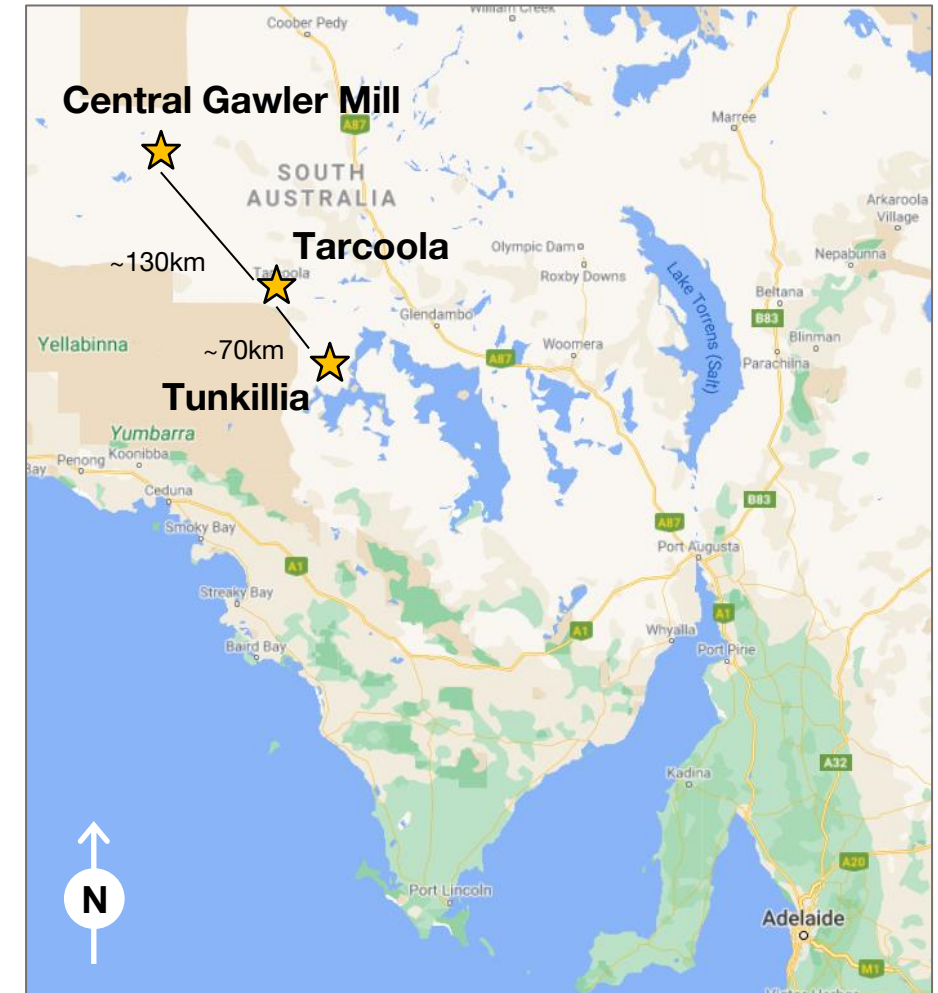 William Creek
Coober Pedy
Central Gawler Mill
A87
Marree
SOUTH
AUSTRALIA
Arkaroola
Village
Tarcoola
Olympic Dam
Nepabunna
~130km
Tarcoola
Roxby Downs
Lake Torrens (Salt)
Beltana
Glendambo
B83
Yellabinna
~70km
A87
Woomera
Blinman
Parachilna
Tunkillia
Yumbarra
Koonibba
Penong
Bay
Ceduna
B83
Smoky Bay
A87
Port Augusta
A1
Streaky Bay
A1
A1
Whyalla
Baird Bay
Port Pirie
A32
Kadina
A20
N
Port Lincoln
Adelaide
M1